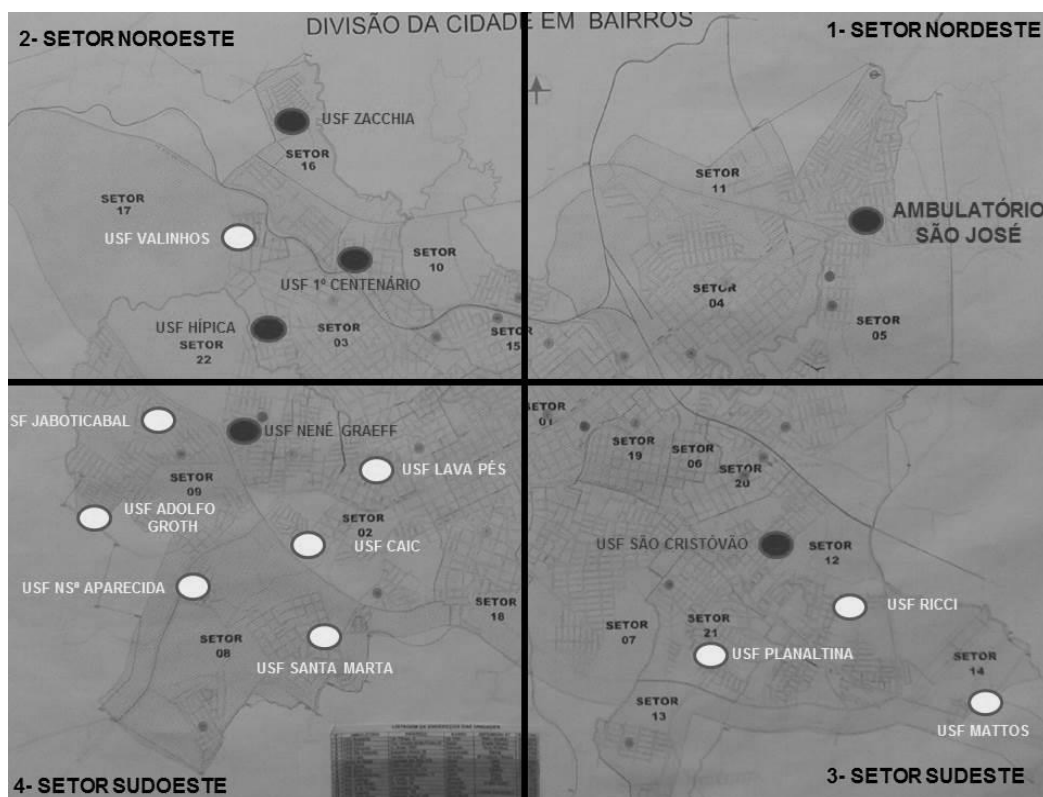 DIVISÃO DA CIDADE EM BAIRROS
2- SETOR NOROESTE
USF ZACCHIA
SETOR
16
SETOR
17
USF VALINHOS
SETOR
10
USF 1º CENTENÁRIO
USF HÍPICA
SETOR
22
SETOR
03
SETOR
15
1- SETOR NORDESTE
SETOR
11
AMBULATÓRIO
SÃO JOSÉ
SETOR
04
SETOR
05
SF JABOTICABAL
USF NENÊ GRAEFF
USF LAVA PÉS
SETOR
09
USF ADOLFO
GROTH
SETOR
02
USF CAIC
USF NSª APARECIDA
SETOR
18
SETOR
08
USF SANTA MARTA
4- SETOR SUDOESTE
SETOR
01
SETOR
19
SETOR
06
SETOR
20
USF SÃO CRISTÓVÃO
SETOR
12
USF RICCI
SETOR
07
SETOR
21
USF PLANALTINA
SETOR
14
SETOR
13
USF MATTOS
3- SETOR SUDESTE